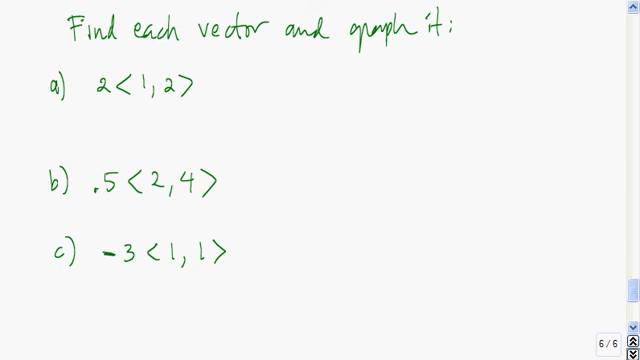 Find each vector and graph it:
a) 2<1,2>
b) .5<2,4>
c) -3<1,1>
6/6